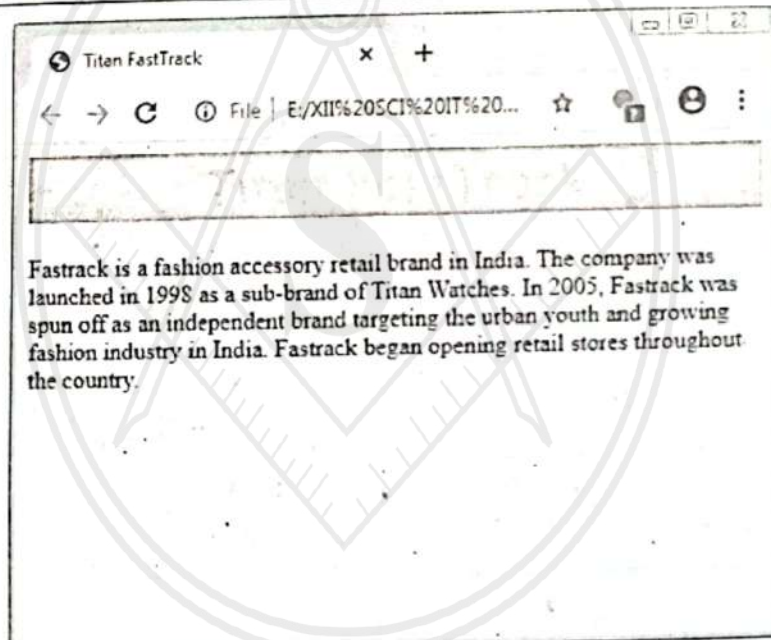 Titan FastTrack
File | E:/XII%20SCI%20IT%20...
Fastrack is a fashion accessory retail brand in India. The company was
launched in 1998 as a sub-brand of Titan Watches. In 2005, Fastrack was
spun off as an independent brand targeting the urban youth and growing
fashion industry in India. Fastrack began opening retail stores throughout
the country.